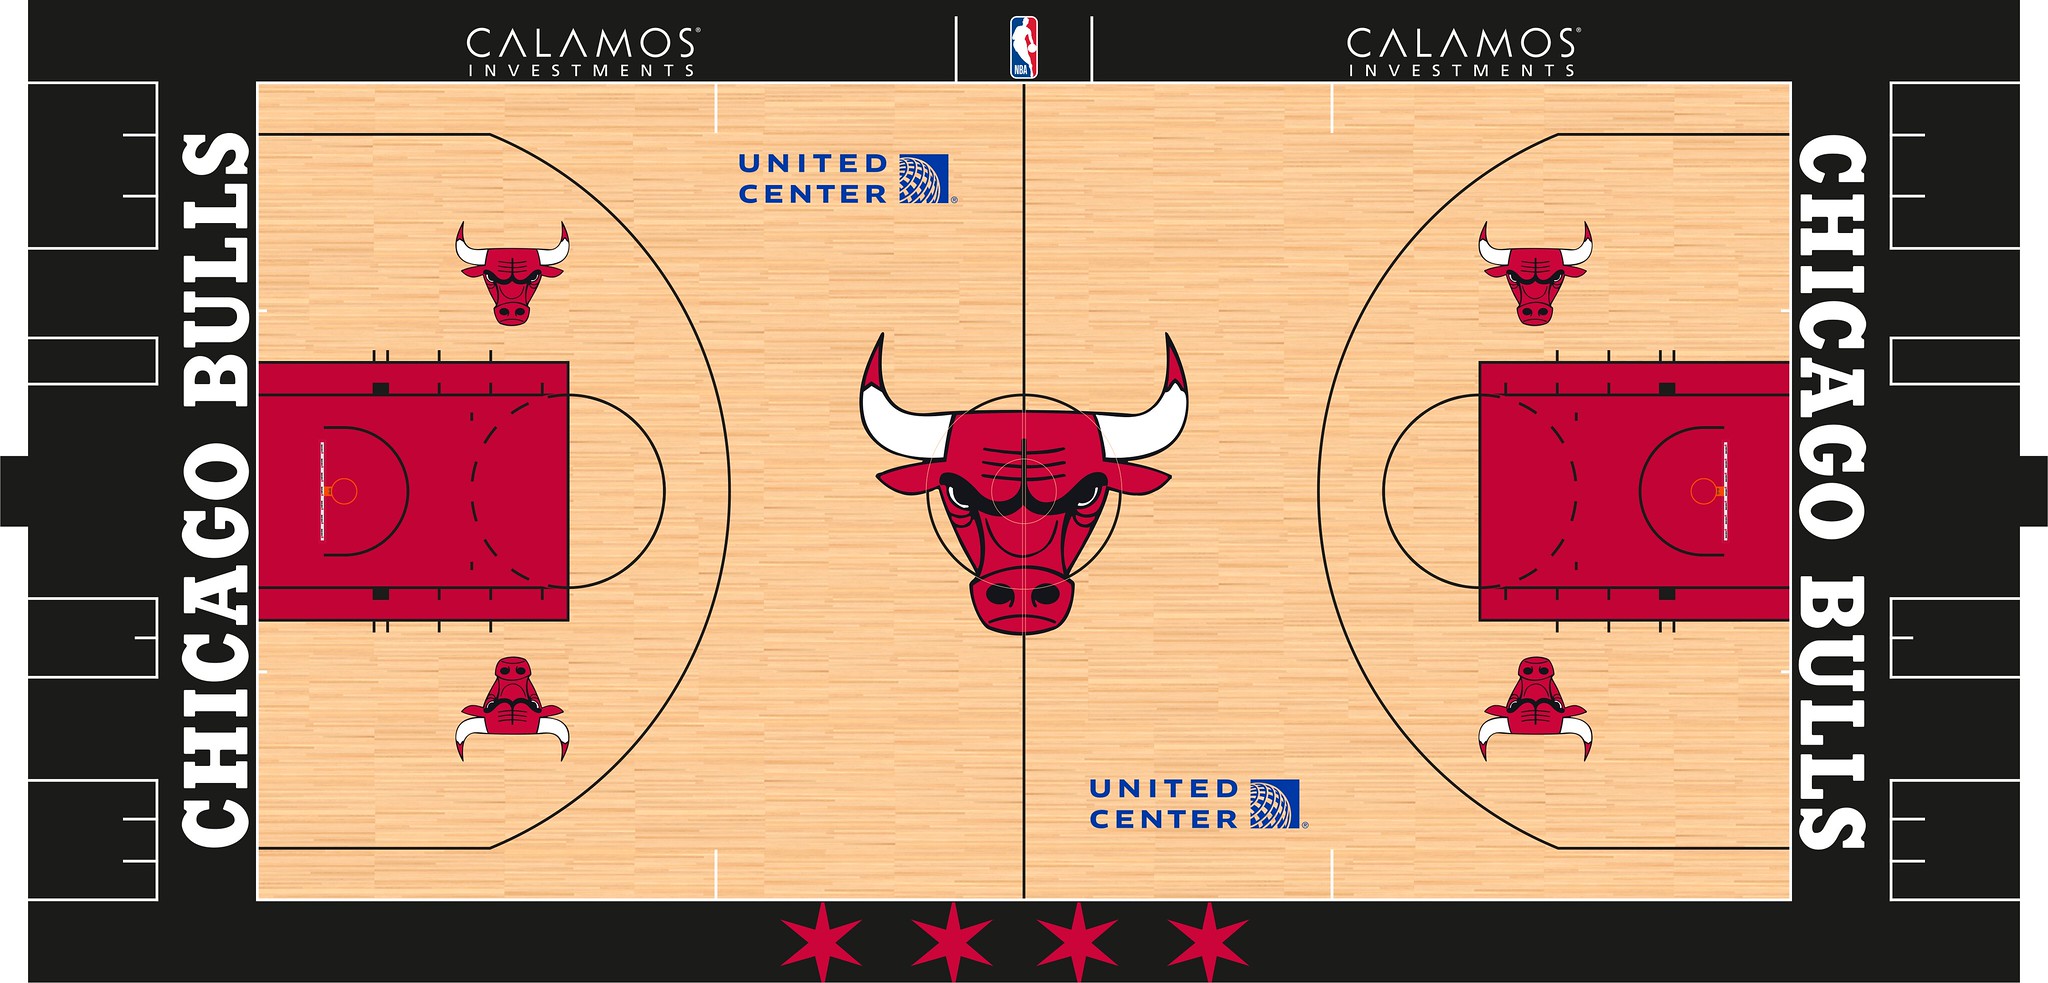 CALAMOS®
INVESTMENTS
NBA
CALAMOS®
INVESTMENTS
CHICAGO BULLS
UNITED
CENTER®
CHICAGO BULLS
UNITED
CENTER®